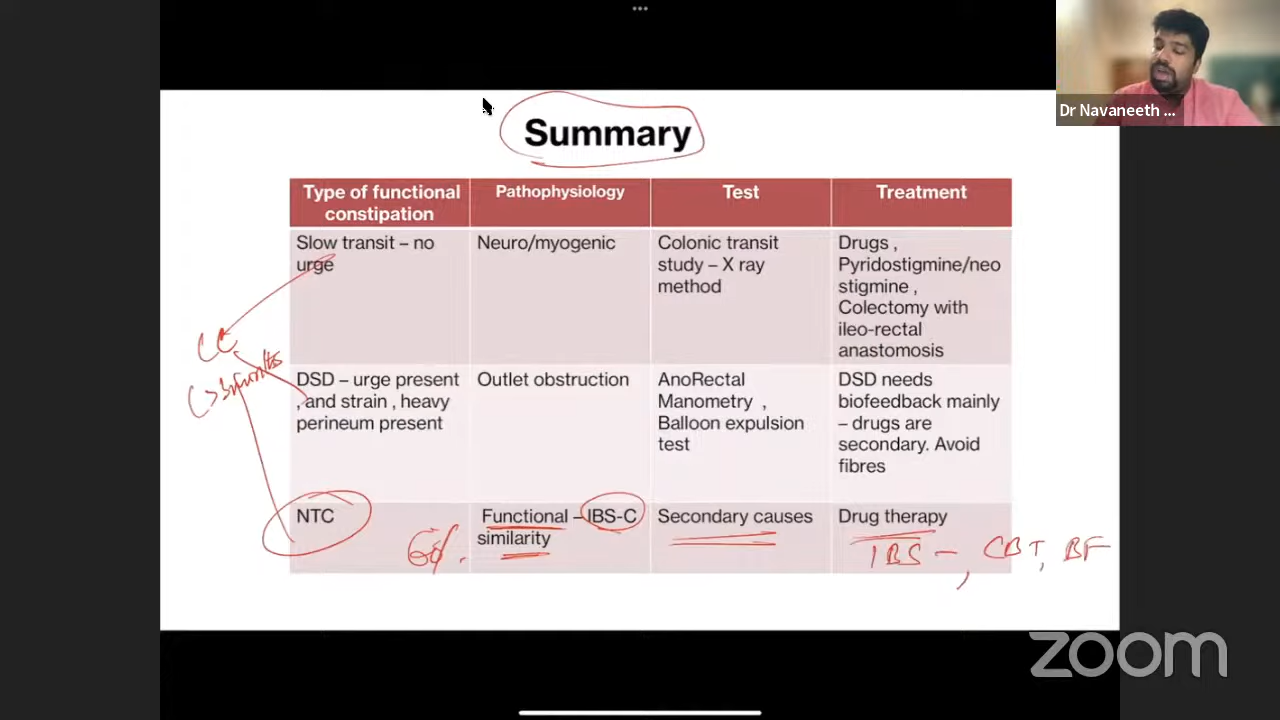 Dr Navaneeth ...
Summary
Type of functional
constipation
Pathophysiology
Test
Treatment
Slow transit – no
urge
Neuro/myogenic
Colonic transit
study – X ray
method
Drugs ,
Pyridostigmine/neo
stigmine ,
Colectomy with
ileo-rectal
anastomosis
CC
DSD – urge present
,and strain , heavy
perineum present
Outlet obstruction
AnoRectal
Manometry ,
Balloon expulsion
test
DSD needs
biofeedback mainly
– drugs are
secondary. Avoid
fibres
NTC
Functional – IBS-C
similarity
Secondary causes
Drug therapy
IBS – , CBT, BF
zoom